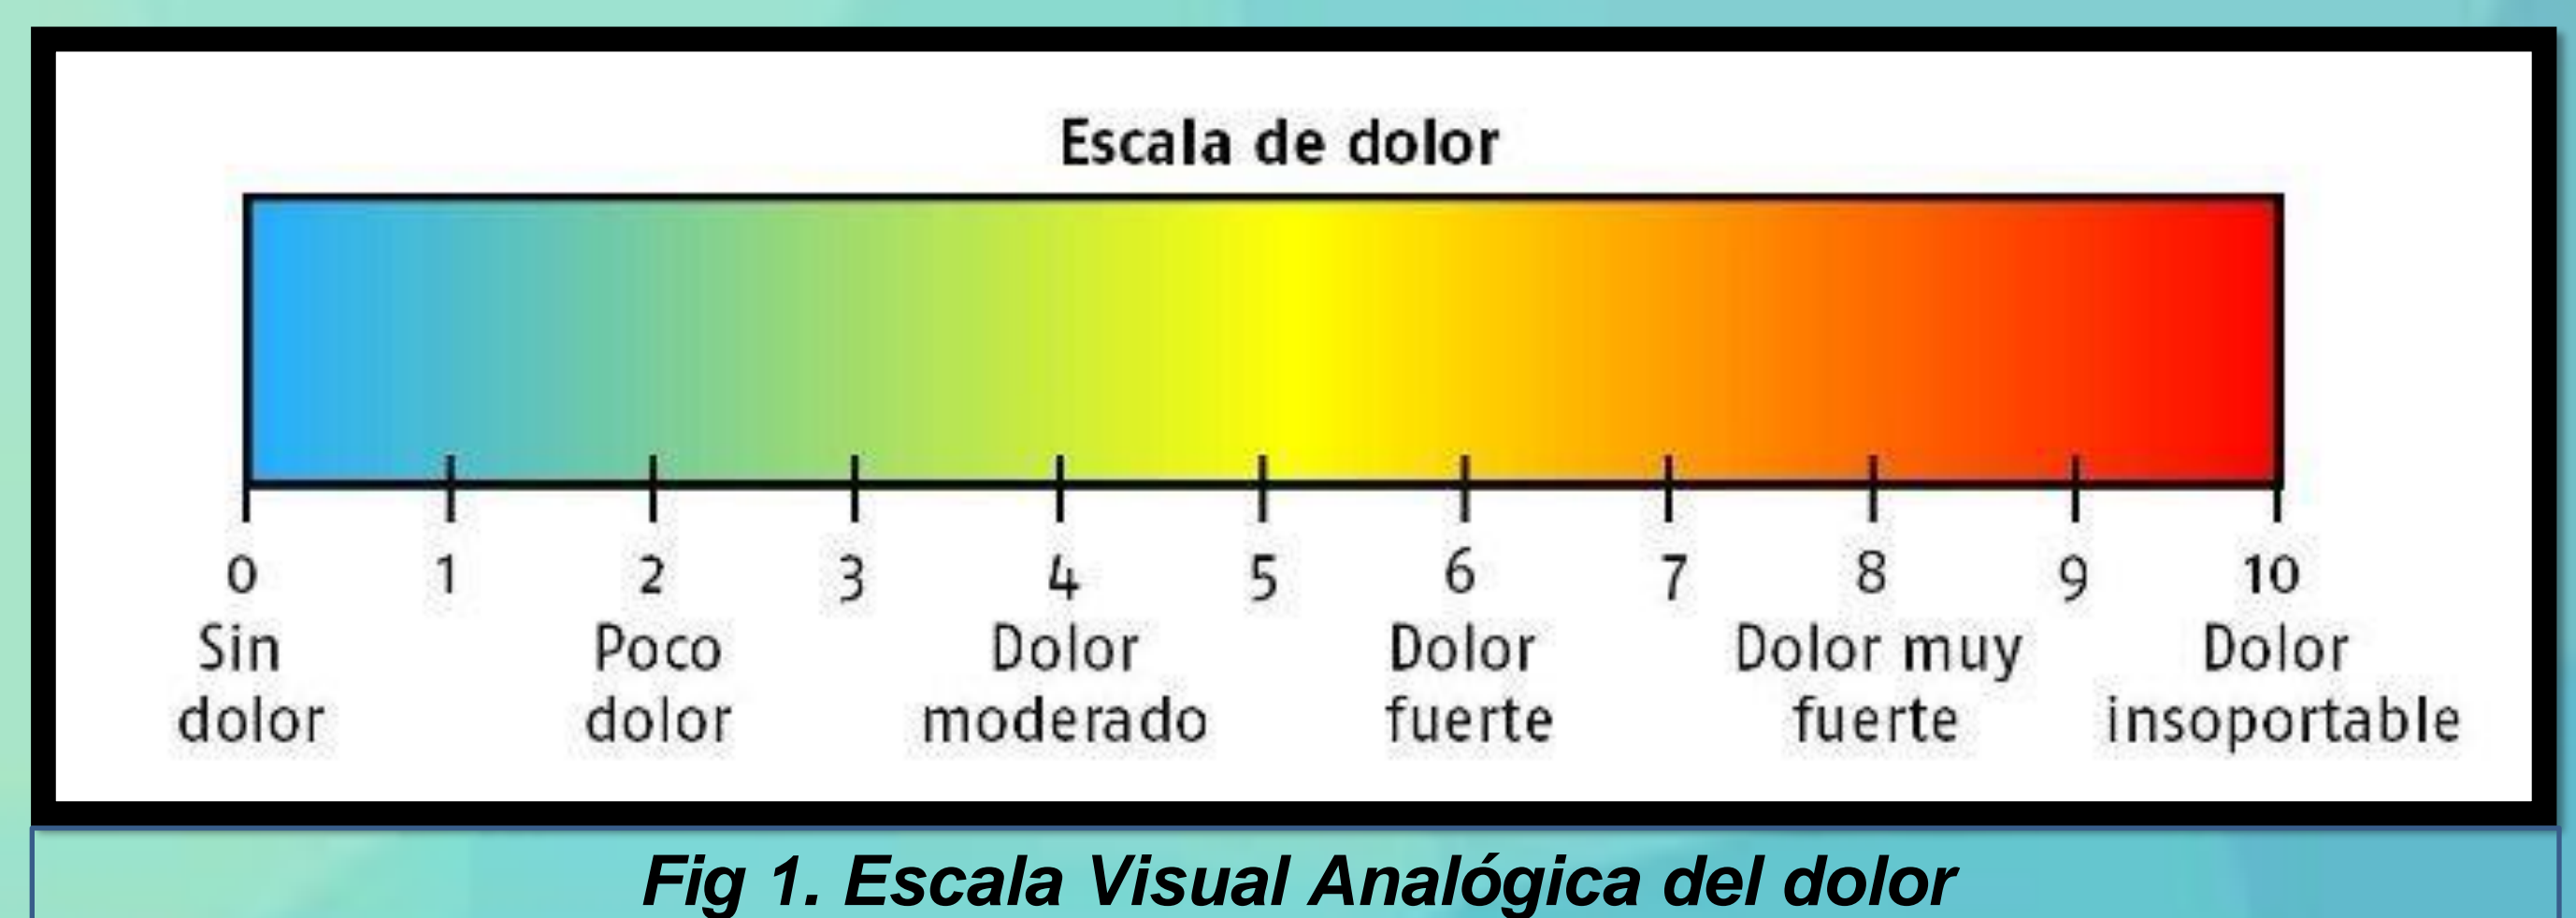 Escala de dolor
0 1 2 3 4 5 6 7 8 9 10
Sin Poco Dolor Dolor Dolor muy Dolor
dolor dolor moderado fuerte fuerte insoportable
Fig 1. Escala Visual Analógica del dolor